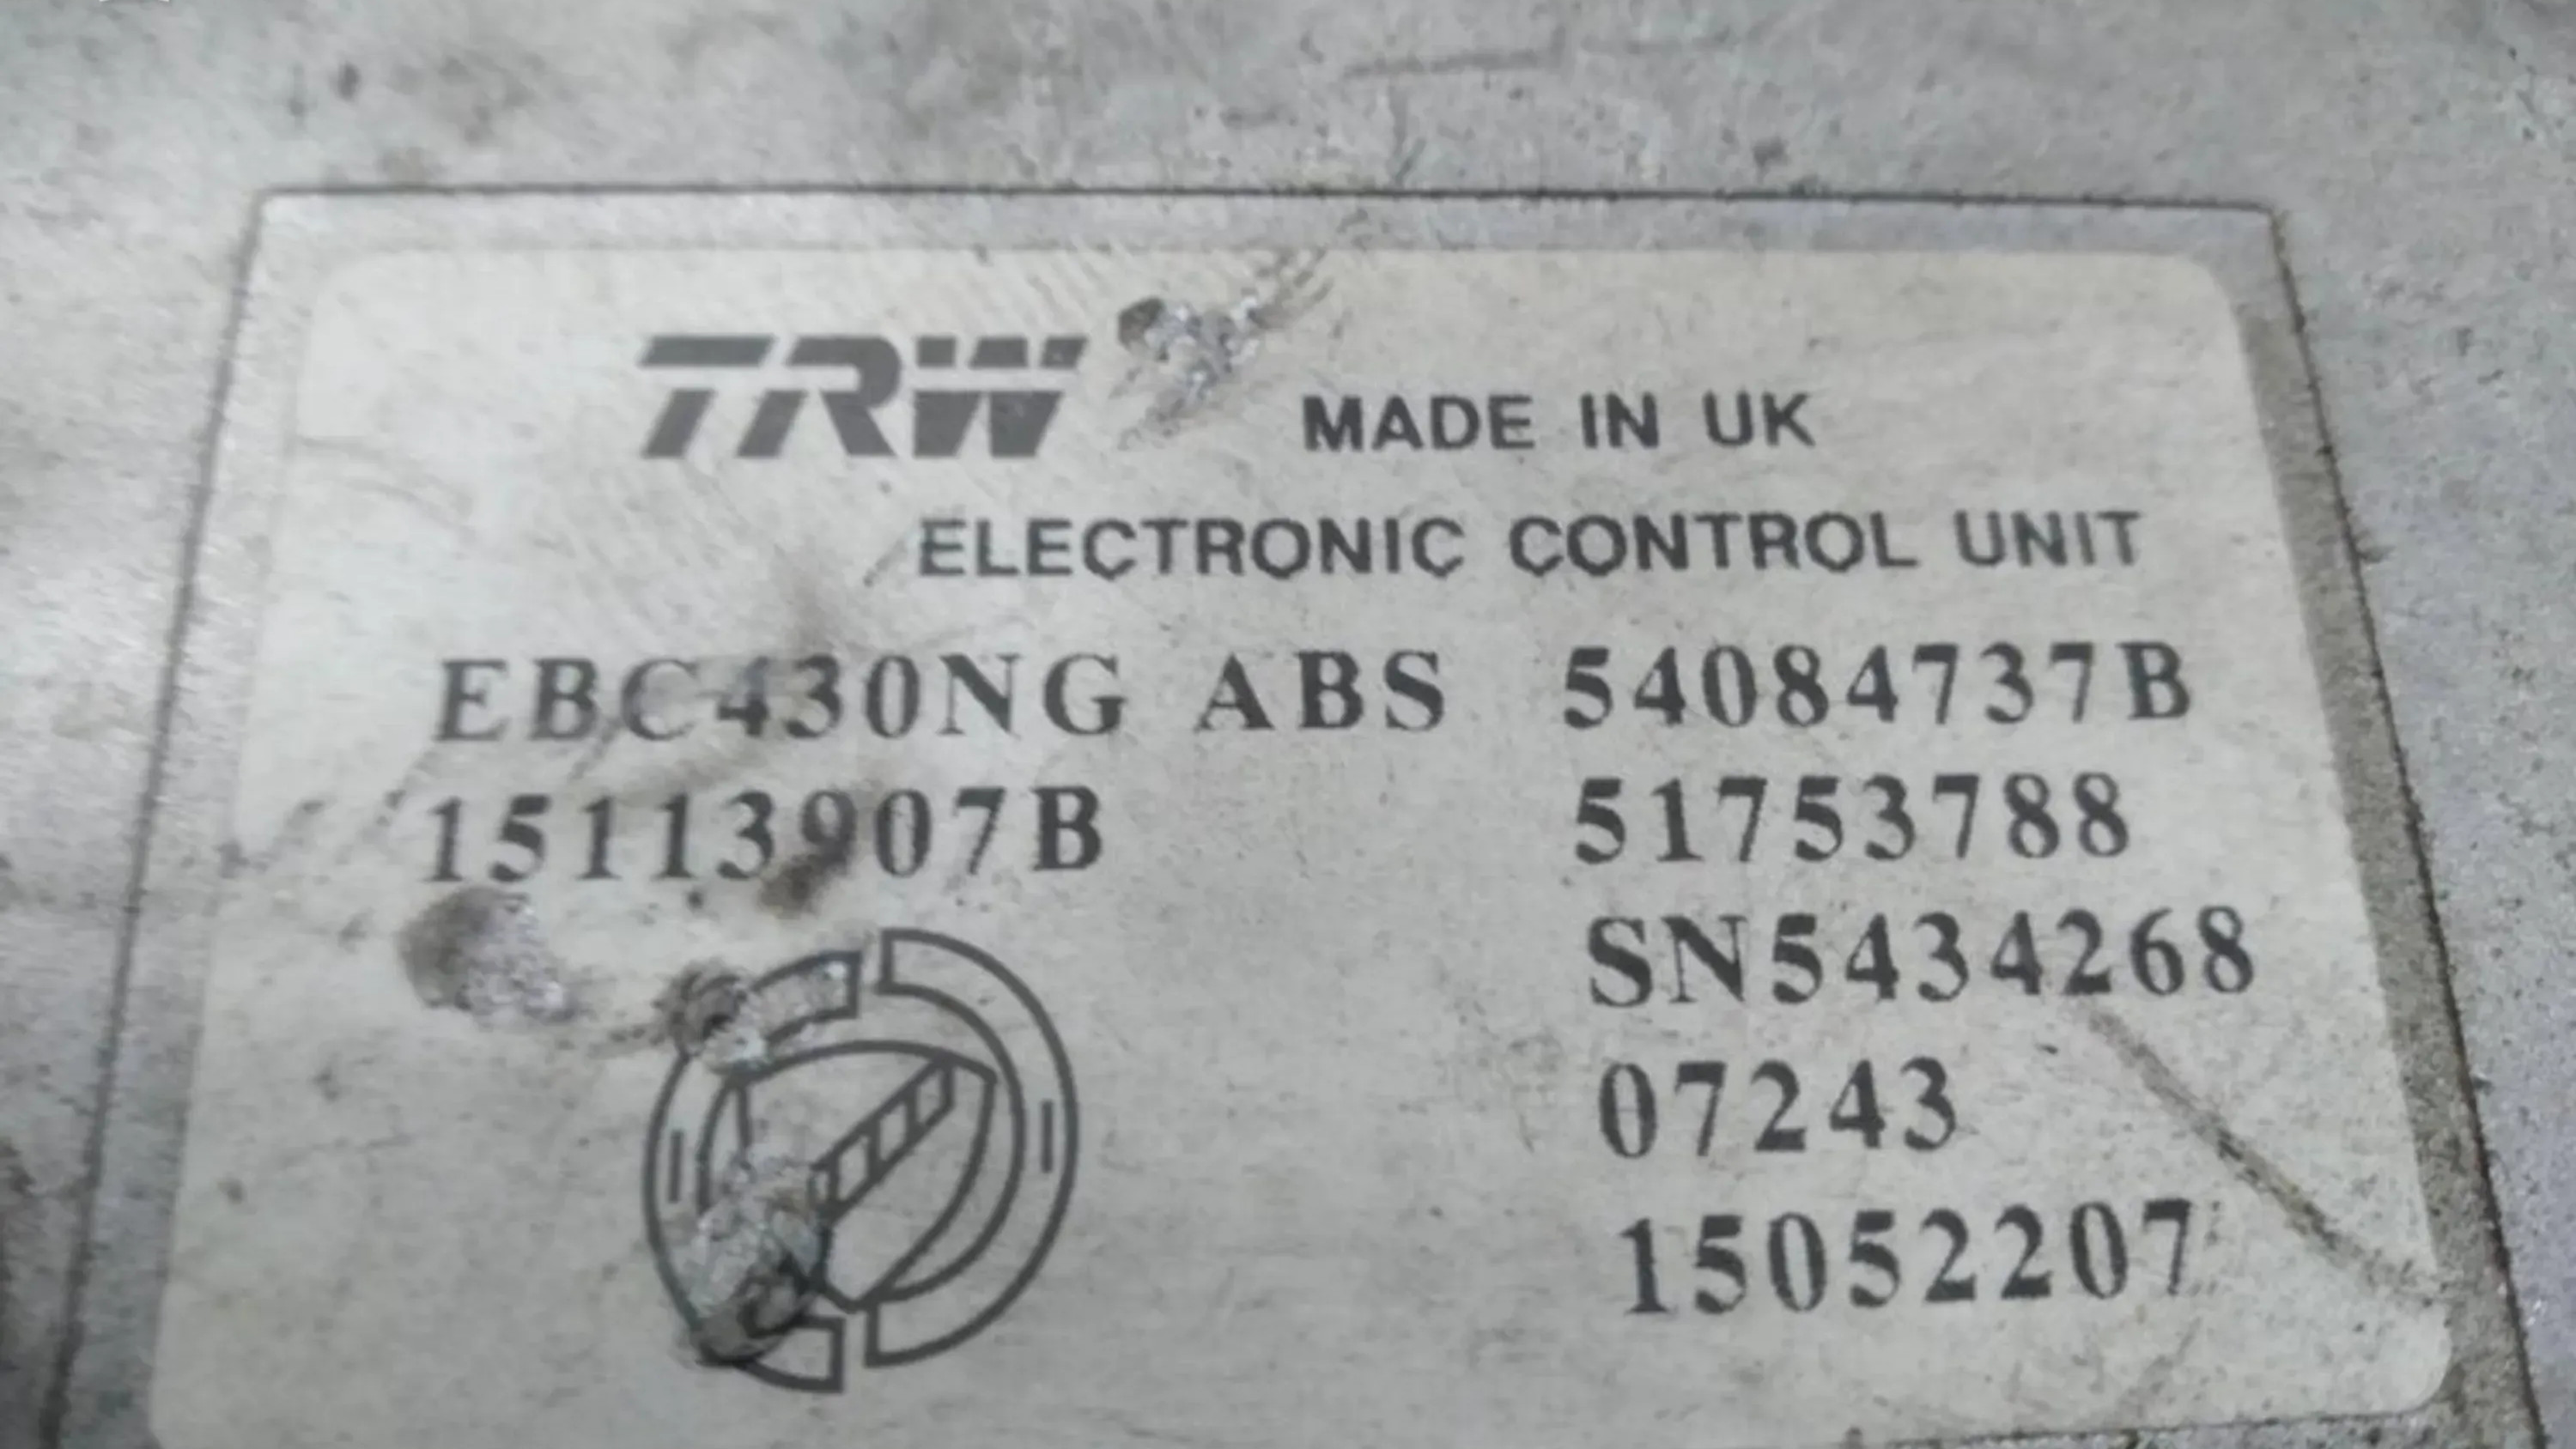 TRW MADE IN UK
ELECTRONIC CONTROL UNIT
EBC430NG ABS 54084737B
15113907B 51753788
SN5434268
07243
15052207